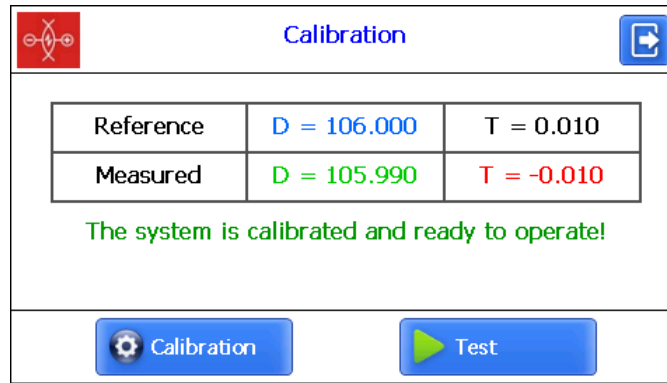 Calibration
Reference D = 106.000 T = 0.010
Measured D = 105.990 T = -0.010
The system is calibrated and ready to operate!
Calibration Test